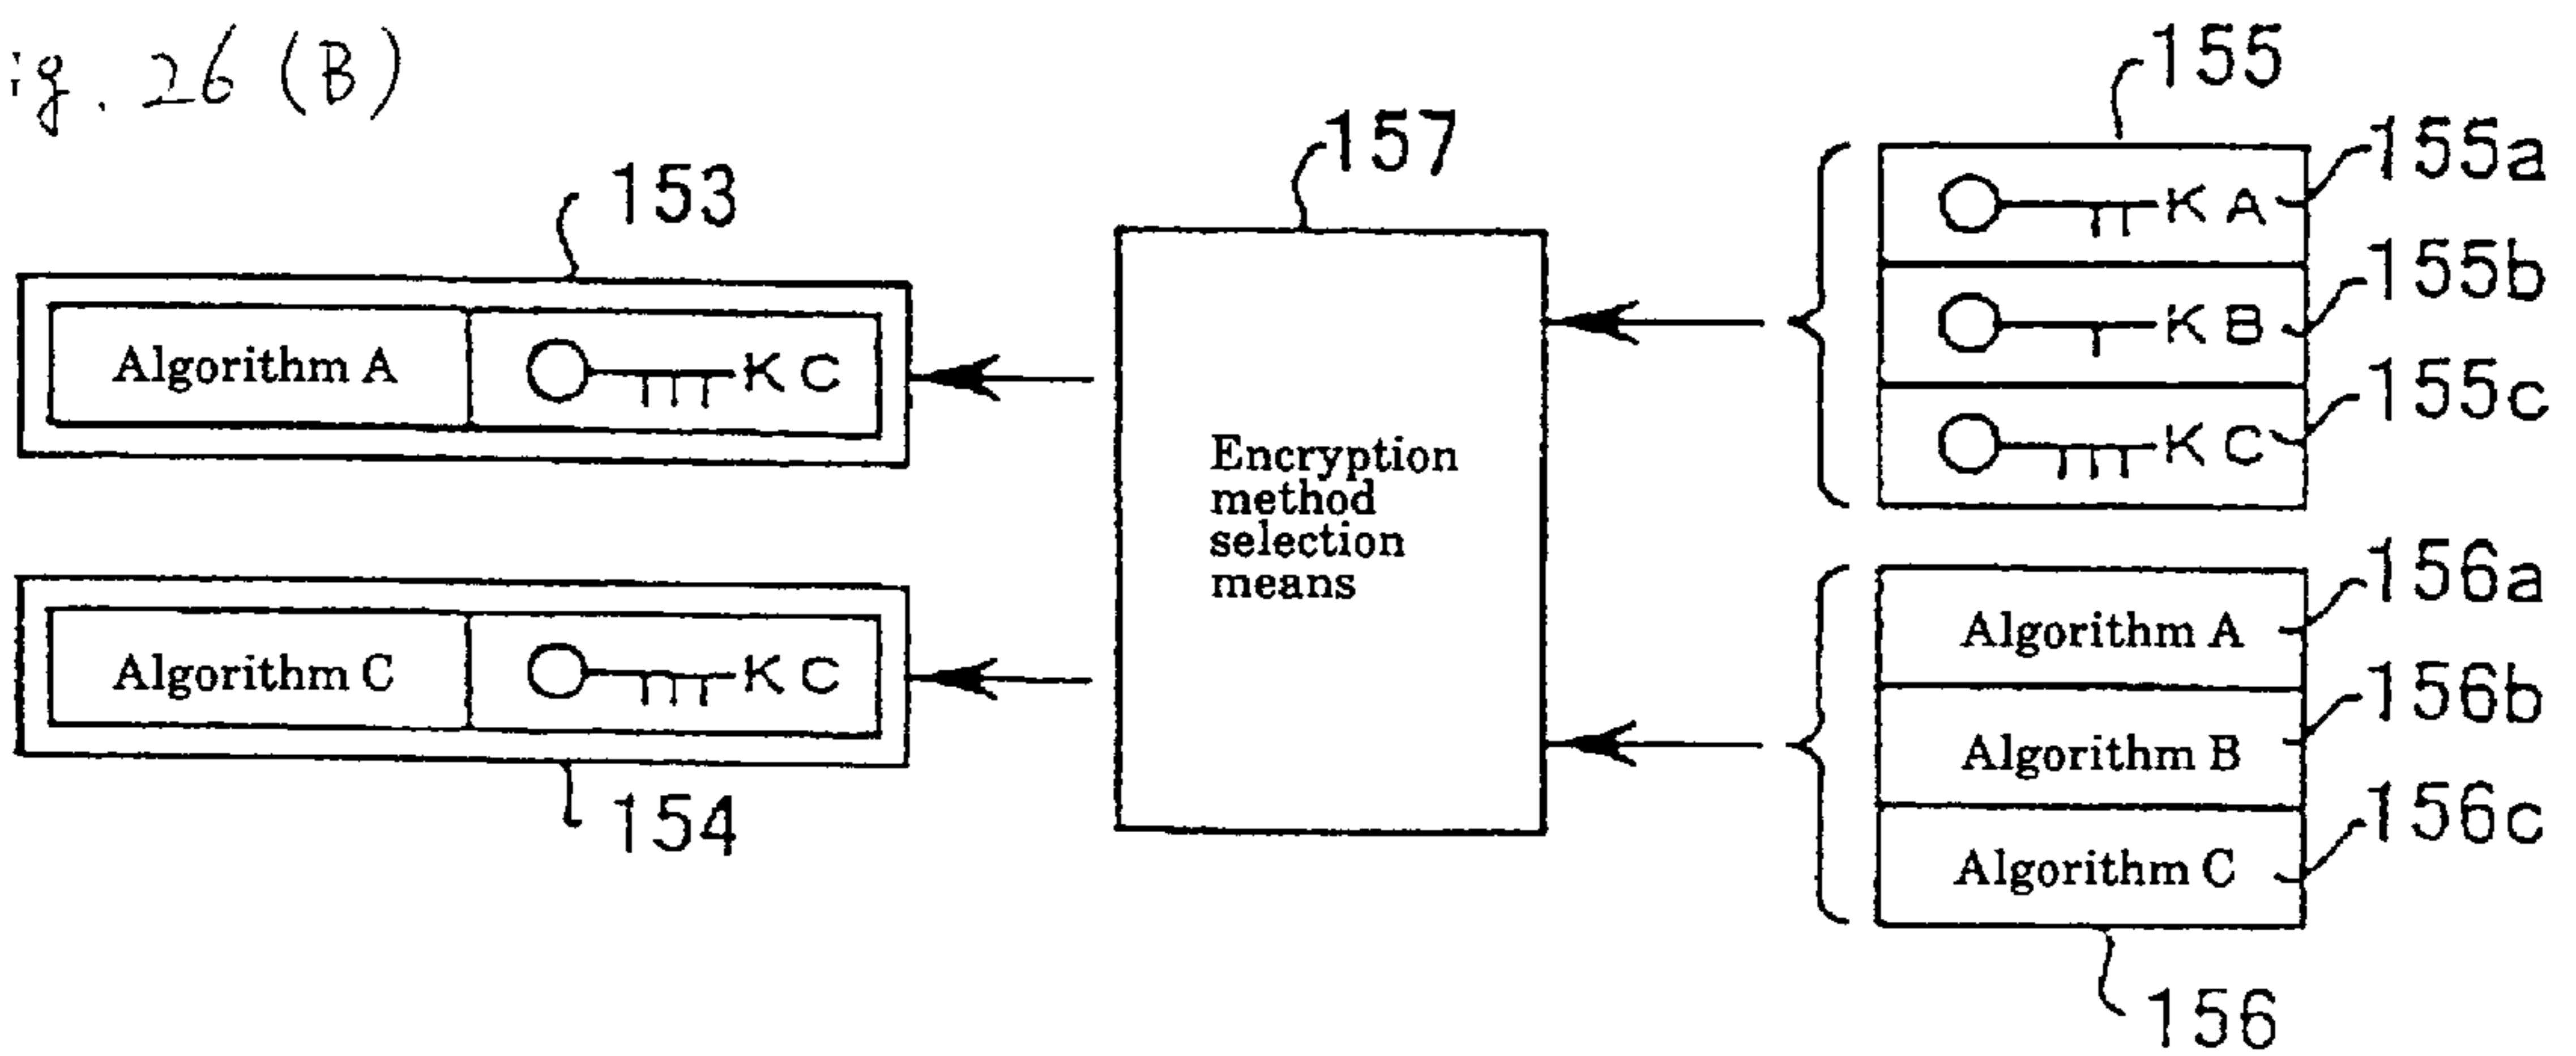 ig. 26 (B)
153
Algorithm A KC
Algorithm C KC
154
157
Encryption
method
selection
means
155
KA 155a
KB 155b
KC 155c
Algorithm A 156a
Algorithm B 156b
Algorithm C 156c
156